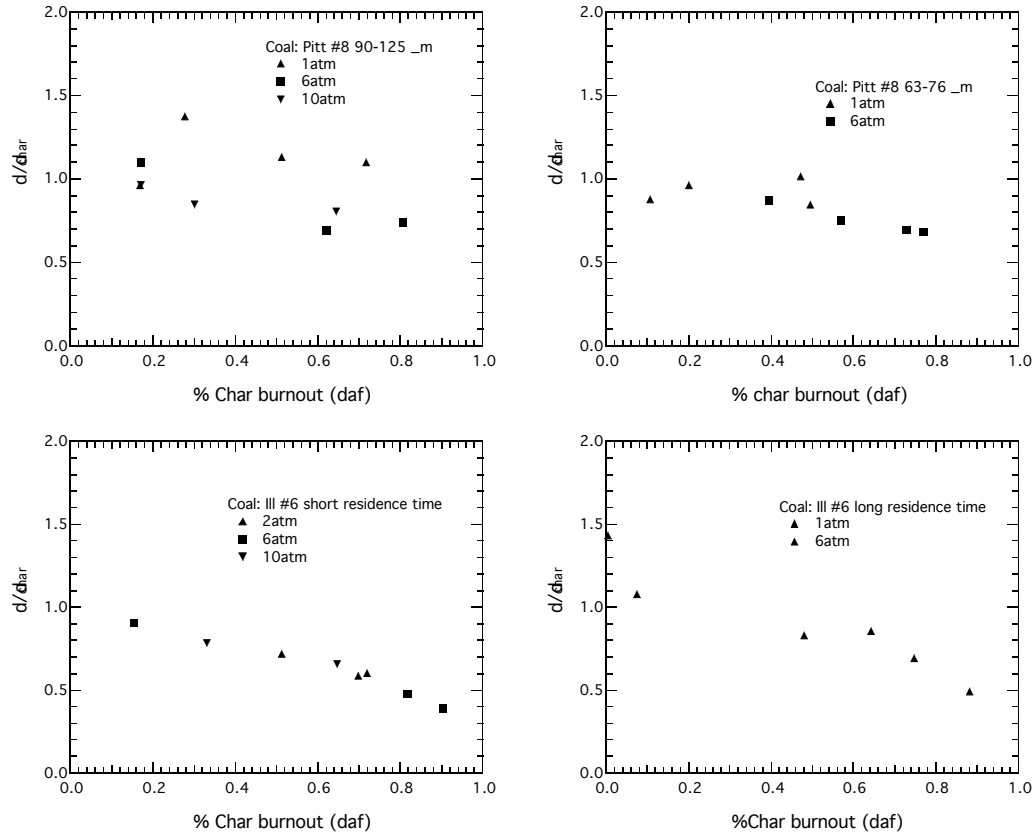 2.0
1.5
1.0
0.5
0.0
d/dchar
Coal: Pitt #8 90-125 _m
1atm
6atm
10atm
0.0 0.2 0.4 0.6 0.8 1.0
% Char burnout (daf)
2.0
1.5
1.0
0.5
0.0
d/dchar
Coal: Pitt #8 63-76 _m
1atm
6atm
0.0 0.2 0.4 0.6 0.8 1.0
% char burnout (daf)
2.0
1.5
1.0
0.5
0.0
d/dchar
Coal: Ill #6 short residence time
2atm
6atm
10atm
0.0 0.2 0.4 0.6 0.8 1.0
% Char burnout (daf)
2.0
1.5
1.0
0.5
0.0
d/dchar
Coal: Ill #6 long residence time
1atm
6atm
0.0 0.2 0.4 0.6 0.8 1.0
%Char burnout (daf)